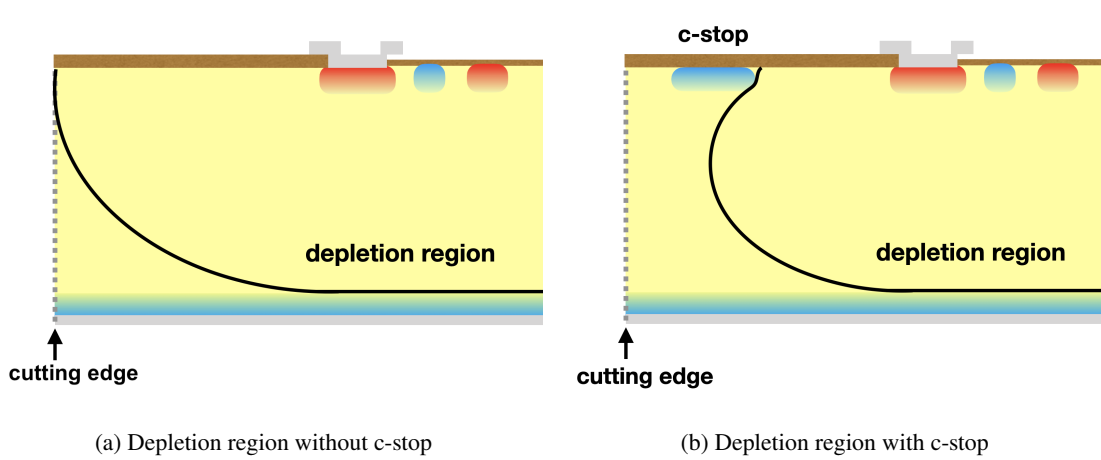 c-stop
depletion region
depletion region
cutting edge
cutting edge
(a) Depletion region without c-stop
(b) Depletion region with c-stop